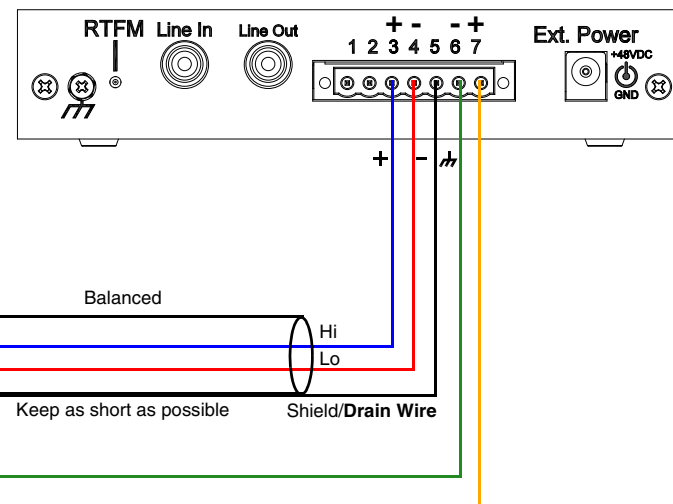 + - - +
RTFM Line In Line Out Ext. Power
1 2 3 4 5 6 7
+48VDC
GND
+ -
Balanced
Hi
Lo
Keep as short as possible Shield/Drain Wire